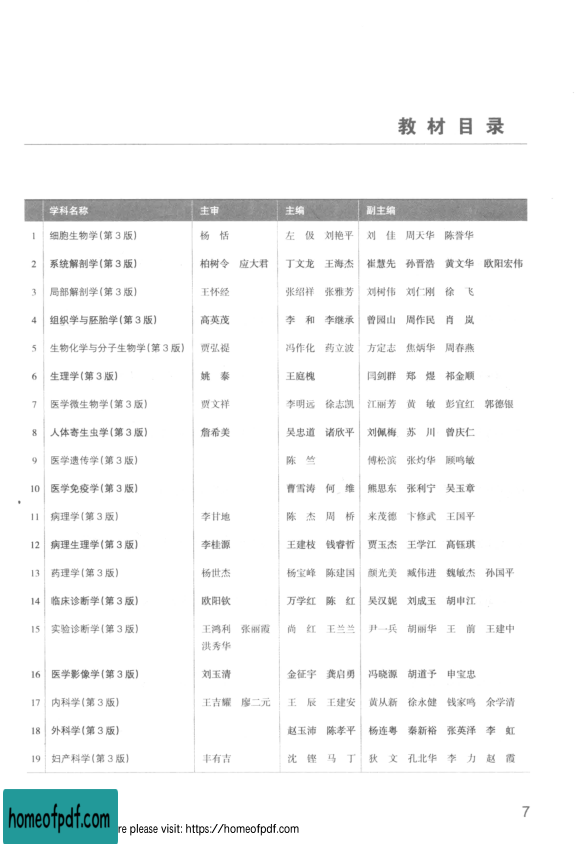 教材目录
学科名称 主审 主编 副主编
1 细胞生物学(第3版) 杨 恬 左 伋 刘艳平 刘 佳 周天华 陈誉华
2 系统解剖学(第3版) 柏树令 应大君 丁文龙 王海杰 崔慧先 孙晋浩 黄文华 欧阳宏伟
3 局部解剖学(第3版) 王怀经 张绍祥 张雅芳 刘树伟 刘仁刚 徐 飞
4 组织学与胚胎学(第3版) 高英茂 李 和 李继承 曾园山 周作民 肖 岚
5 生物化学与分子生物学(第3版) 贾弘禔 冯作化 药立波 方定志 焦炳华 周春燕
6 生理学(第3版) 姚 泰 王庭槐 闫剑群 郑 煜 祁金顺
7 医学微生物学(第3版) 贾文祥 李明远 徐志凯 江丽芳 黄 敏 彭宜红 郭德银
8 人体寄生虫学(第3版) 詹希美 吴忠道 诸欣平 刘佩梅 苏 川 曾庆仁
9 医学遗传学(第3版) 陈 竺 傅松滨 张灼华 顾鸣敏
10 医学免疫学(第3版) 曹雪涛 何 维 熊思东 张利宁 吴玉章
11 病理学(第3版) 李甘地 陈 杰 周 桥 来茂德 卞修武 王国平
12 病理生理学(第3版) 李桂源 王建枝 钱睿哲 贾玉杰 王学江 高钰琪
13 药理学(第3版) 杨世杰 杨宝峰 陈建国 颜光美 臧伟进 魏敏杰 孙国平
14 临床诊断学(第3版) 欧阳钦 万学红 陈 红 吴汉妮 刘成玉 胡申江
15 实验诊断学(第3版) 王鸿利 张丽霞 尚 红 王兰兰 尹一兵 胡丽华 王 前 王建中
洪秀华
16 医学影像学(第3版) 刘玉清 金征宇 龚启勇 冯晓源 胡道予 申宝忠
17 内科学(第3版) 王吉耀 廖二元 王 辰 王建安 黄从新 徐永健 钱家鸣 余学清
18 外科学(第3版) 赵玉沛 陈孝平 杨连粤 秦新裕 张英泽 李 虹
19 妇产科学(第3版) 丰有吉 沈 铿 马 丁 狄 文 孔北华 李 力 赵 霞
7
homeofpdf.com
re please visit: https://homeofpdf.com